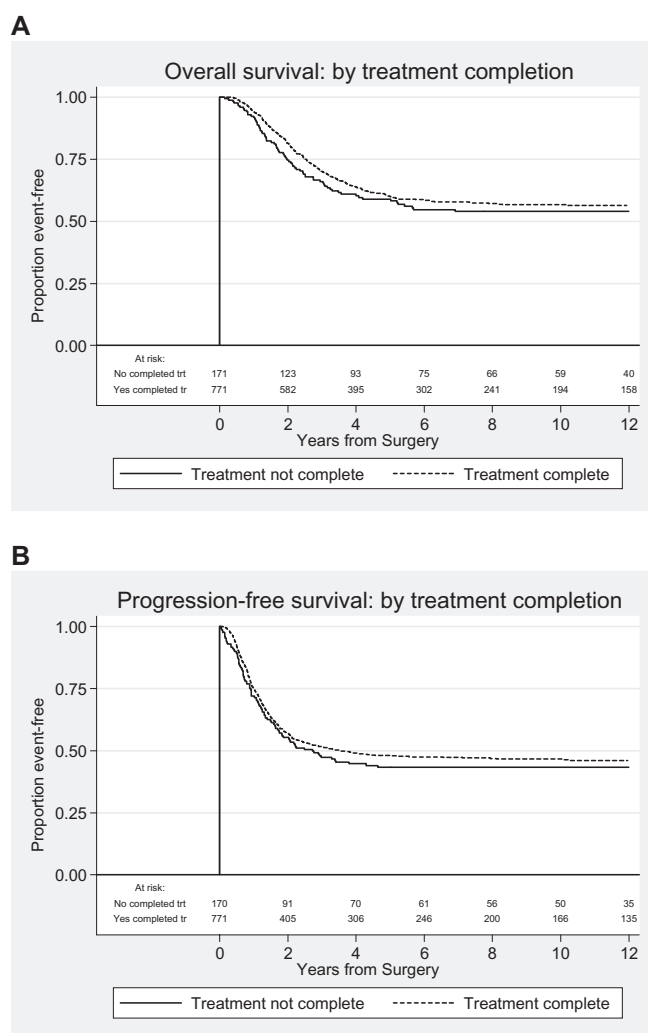 A
Overall survival: by treatment completion
1.00
0.75
0.50
0.25
0.00
Proportion event-free
At risk:
No completed trt 171 123 93 75 66 59 40
Yes completed tr 771 582 395 302 241 194 158
0 2 4 6 8 10 12
Years from Surgery
Treatment not complete Treatment complete
B
Progression-free survival: by treatment completion
1.00
0.75
0.50
0.25
0.00
Proportion event-free
At risk:
No completed trt 170 91 70 61 56 50 35
Yes completed tr 771 405 306 246 200 166 135
0 2 4 6 8 10 12
Years from Surgery
Treatment not complete Treatment complete